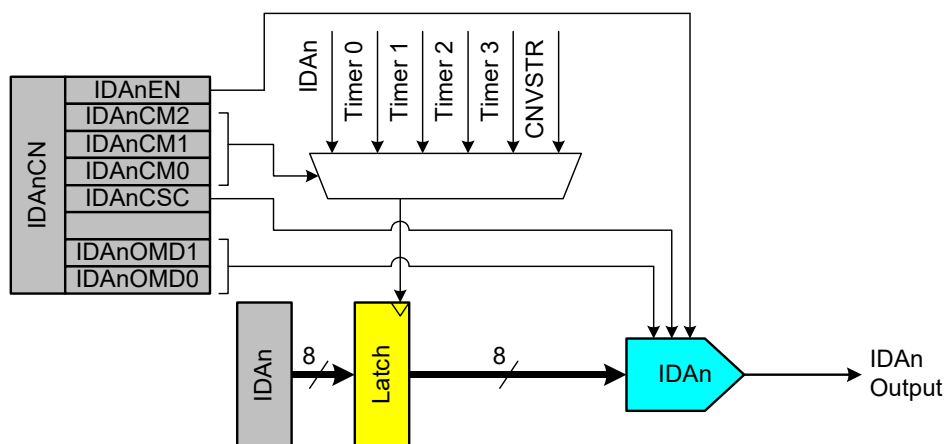 IDAnCN
IDAnEN
IDAnCM2
IDAnCM1
IDAnCM0
IDAnCSC
IDAnOMD1
IDAnOMD0
IDAn
Timer 0
Timer 1
Timer 2
Timer 3
CNVSTR
IDAn
8
Latch
8
IDAn
IDAn
Output